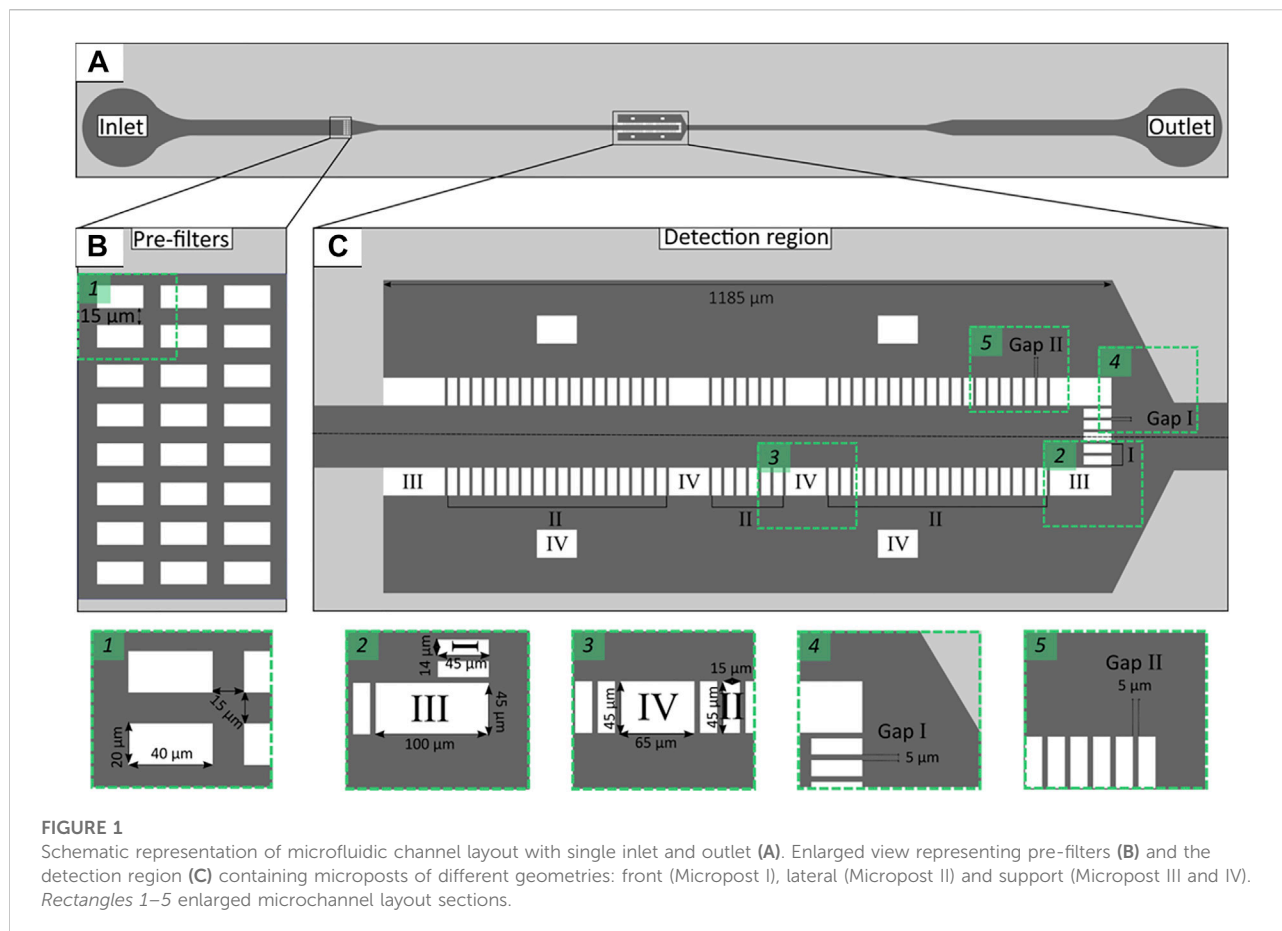 A
Inlet
Outlet
B
Pre-filters
1
15 µm
C
Detection region
1185 µm
5
Gap II
4
Gap I
3
2
I
III
IV
IV
III
II
II
II
IV
IV
1
15 µm
20 µm
40 µm
2
I
14 µm
45 µm
III
45 µm
100 µm
3
15 µm
45 µm
IV
45 µm
II
65 µm
4
Gap I
5 µm
5
Gap II
5 µm
FIGURE 1
Schematic representation of microfluidic channel layout with single inlet and outlet (A). Enlarged view representing pre-filters (B) and the
detection region (C) containing microposts of different geometries: front (Micropost I), lateral (Micropost II) and support (Micropost III and IV).
Rectangles 1–5 enlarged microchannel layout sections.